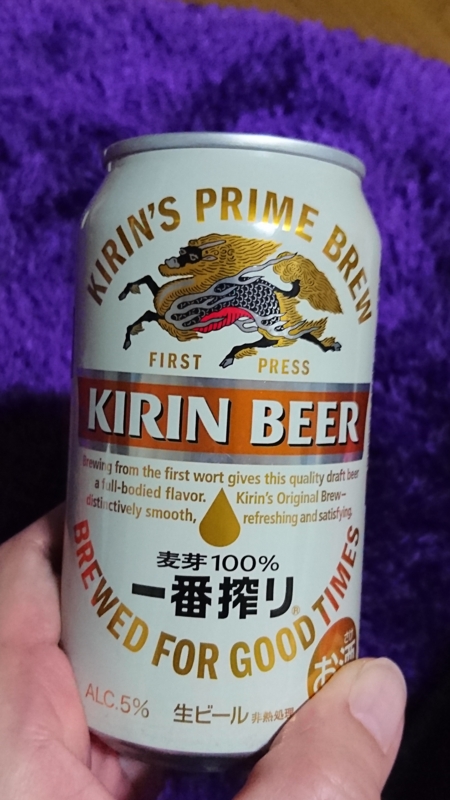 KIRIN'S PRIME BREW
FIRST PRESS
KIRIN BEER
Brewing from the first wort gives this quality draft beer
a full-bodied flavor. Kirin's Original Brew—
distinctively smooth, refreshing and satisfying.
麦芽100%
一番搾り®
BREWED FOR GOOD TIMES
お酒
ALC.5% 生ビール 非熱処理